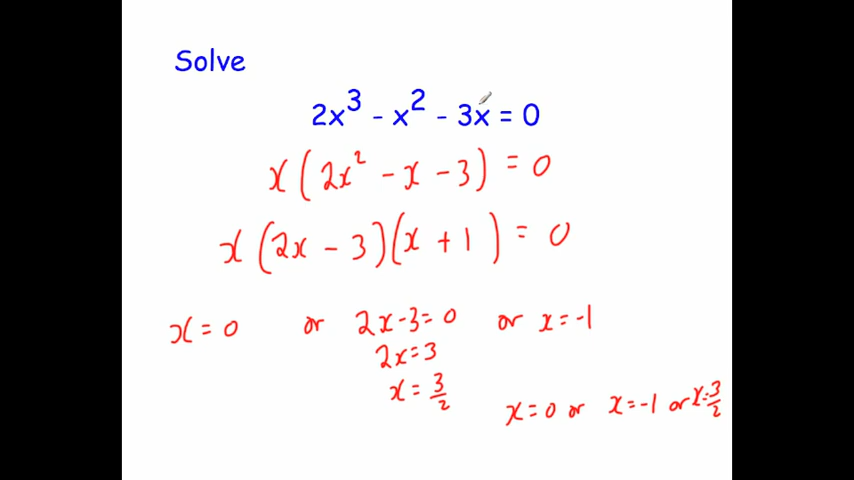 Solve
2x³ - x² - 3x = 0
x(2x² - x - 3) = 0
x(2x - 3)(x + 1) = 0
x = 0 or 2x-3=0 or x = -1
2x=3
x = 3/2
x = 0 or x = -1 or x = 3/2